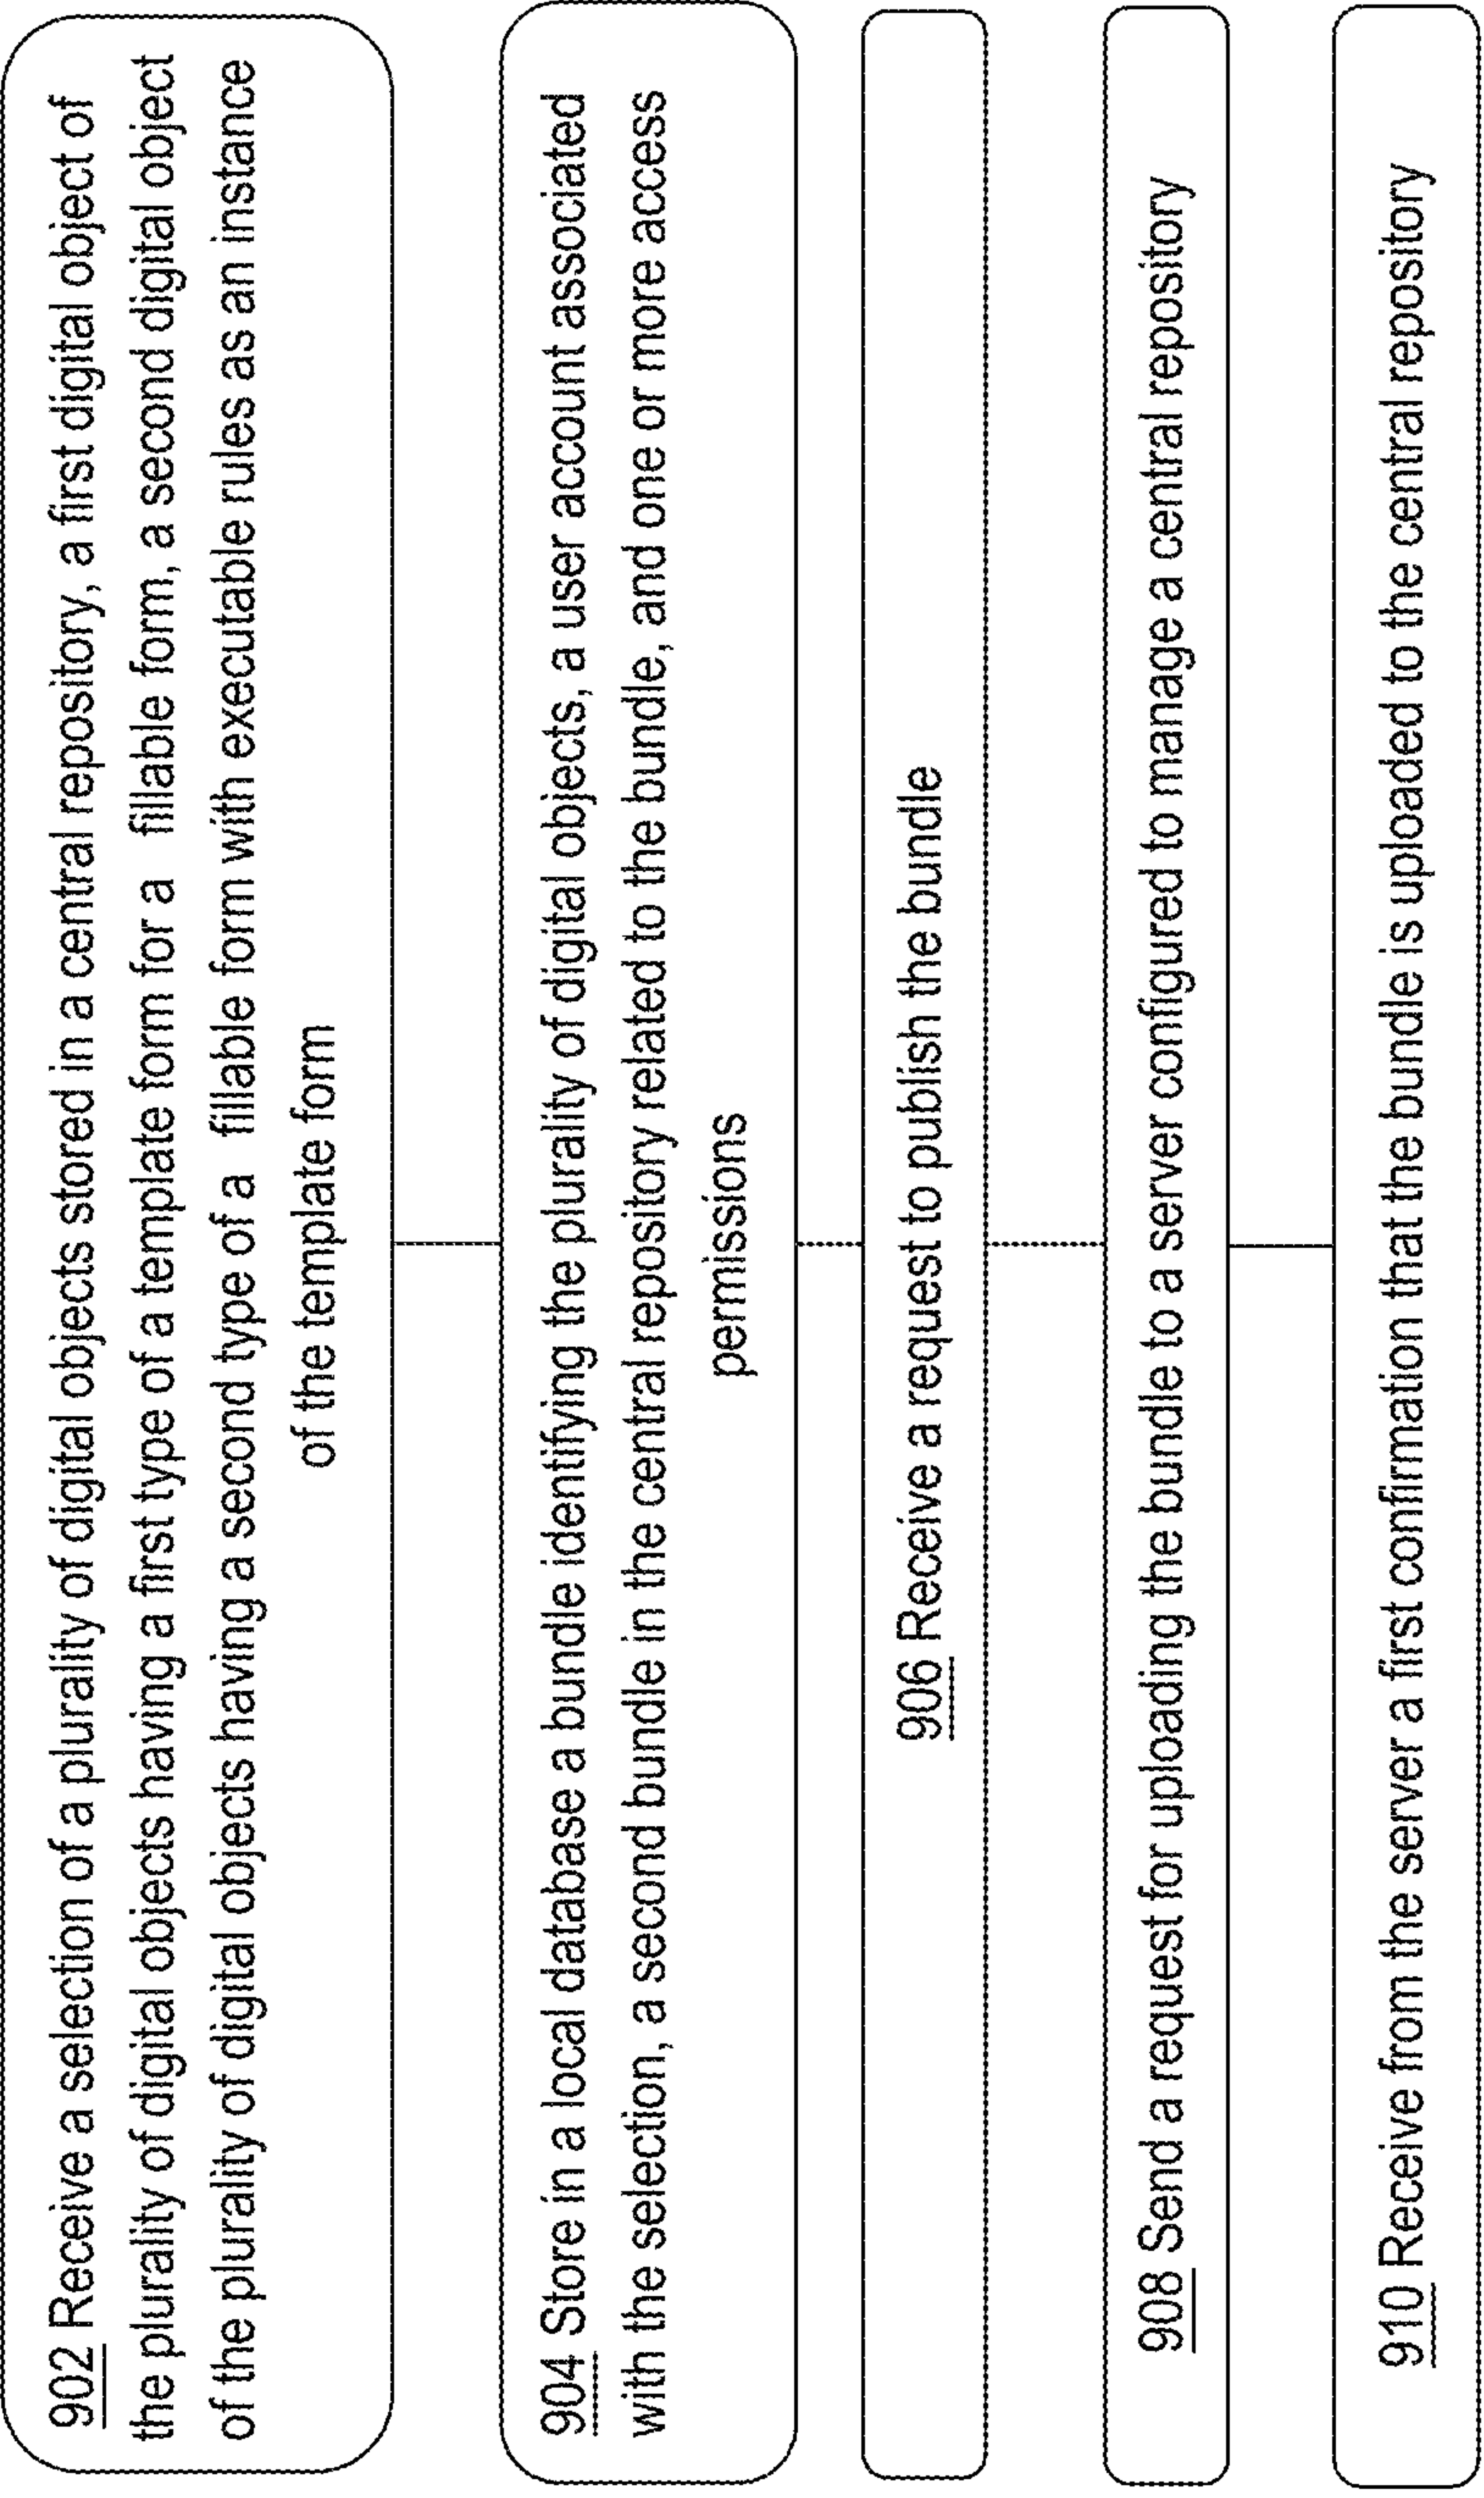 902 Receive a selection of a plurality of digital objects stored in a central repository, a first digital object of
the plurality of digital objects having a first type of a template form for a fillable form, a second digital object
of the plurality of digital objects having a second type of a fillable form with executable rules as an instance
of the template form
904 Store in a local database a bundle identifying the plurality of digital objects, a user account associated
with the selection, a second bundle in the central repository related to the bundle, and one or more access
permissions
906 Receive a request to publish the bundle
908 Send a request for uploading the bundle to a server configured to manage a central repository
910 Receive from the server a first confirmation that the bundle is uploaded to the central repository